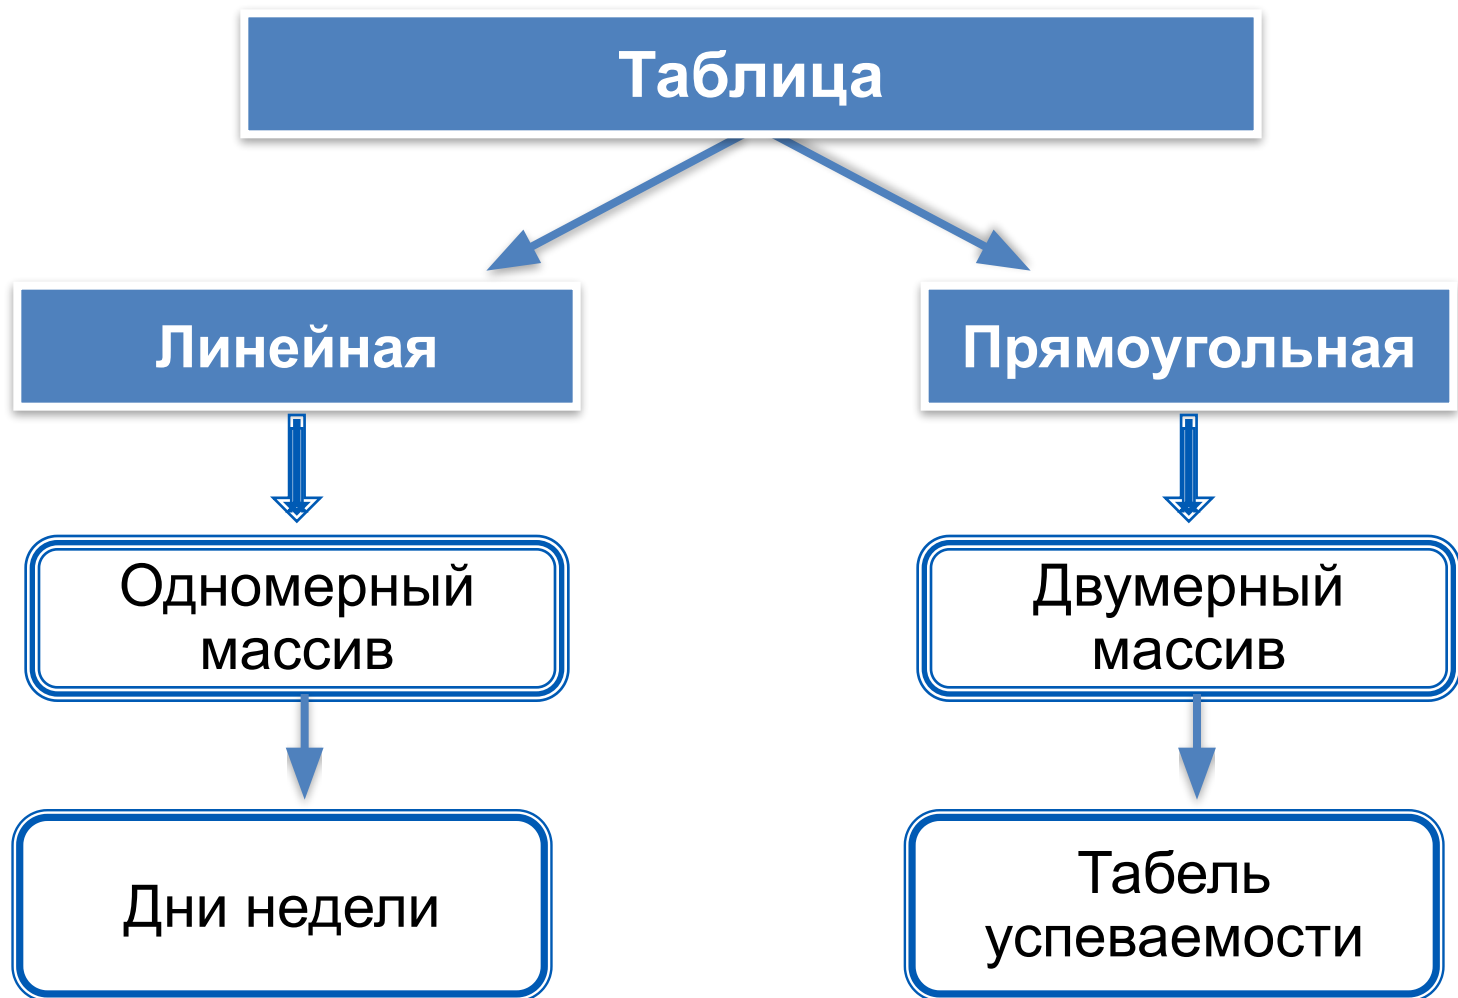 Таблица
Линейная
Прямоугольная
Одномерный
массив
Двумерный
массив
Дни недели
Табель
успеваемости